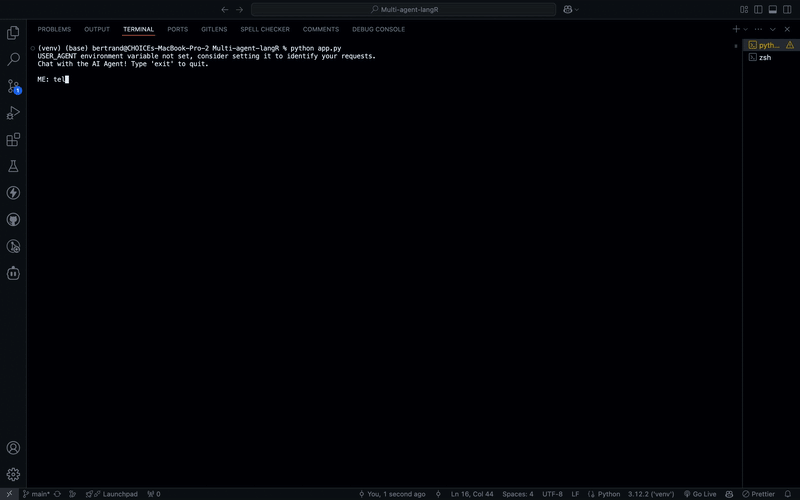 Multi-agent-langR
PROBLEMS OUTPUT TERMINAL PORTS GITLENS SPELL CHECKER COMMENTS DEBUG CONSOLE
(venv) (base) bertrand@CHOICEs-MacBook-Pro-2 Multi-agent-langR % python app.py
USER_AGENT environment variable not set, consider setting it to identify your requests.
Chat with the AI Agent! Type 'exit' to quit.
ME: tel
pyth...
zsh
1
main* Launchpad 0 You, 1 second ago Ln 16, Col 44 Spaces: 4 UTF-8 LF Python 3.12.2 ('venv') Go Live Prettier